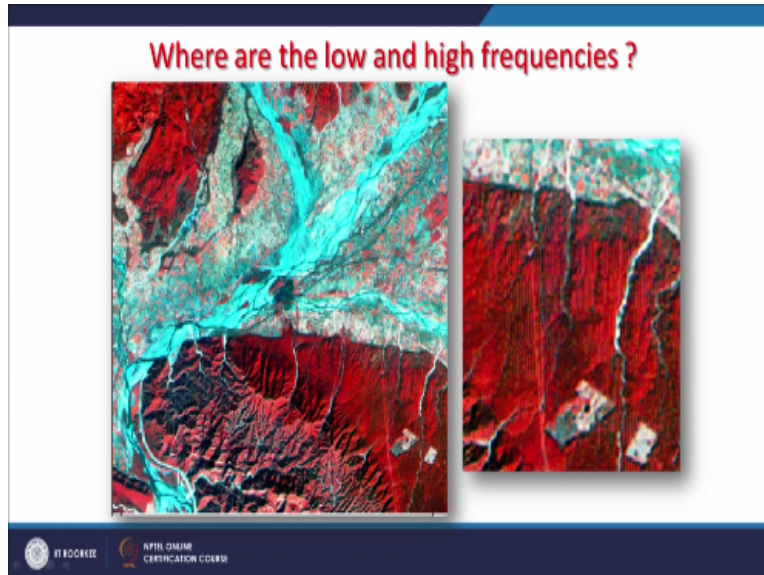 Where are the low and high frequencies ?
IIT ROORKEE
NPTEL ONLINE
CERTIFICATION COURSE